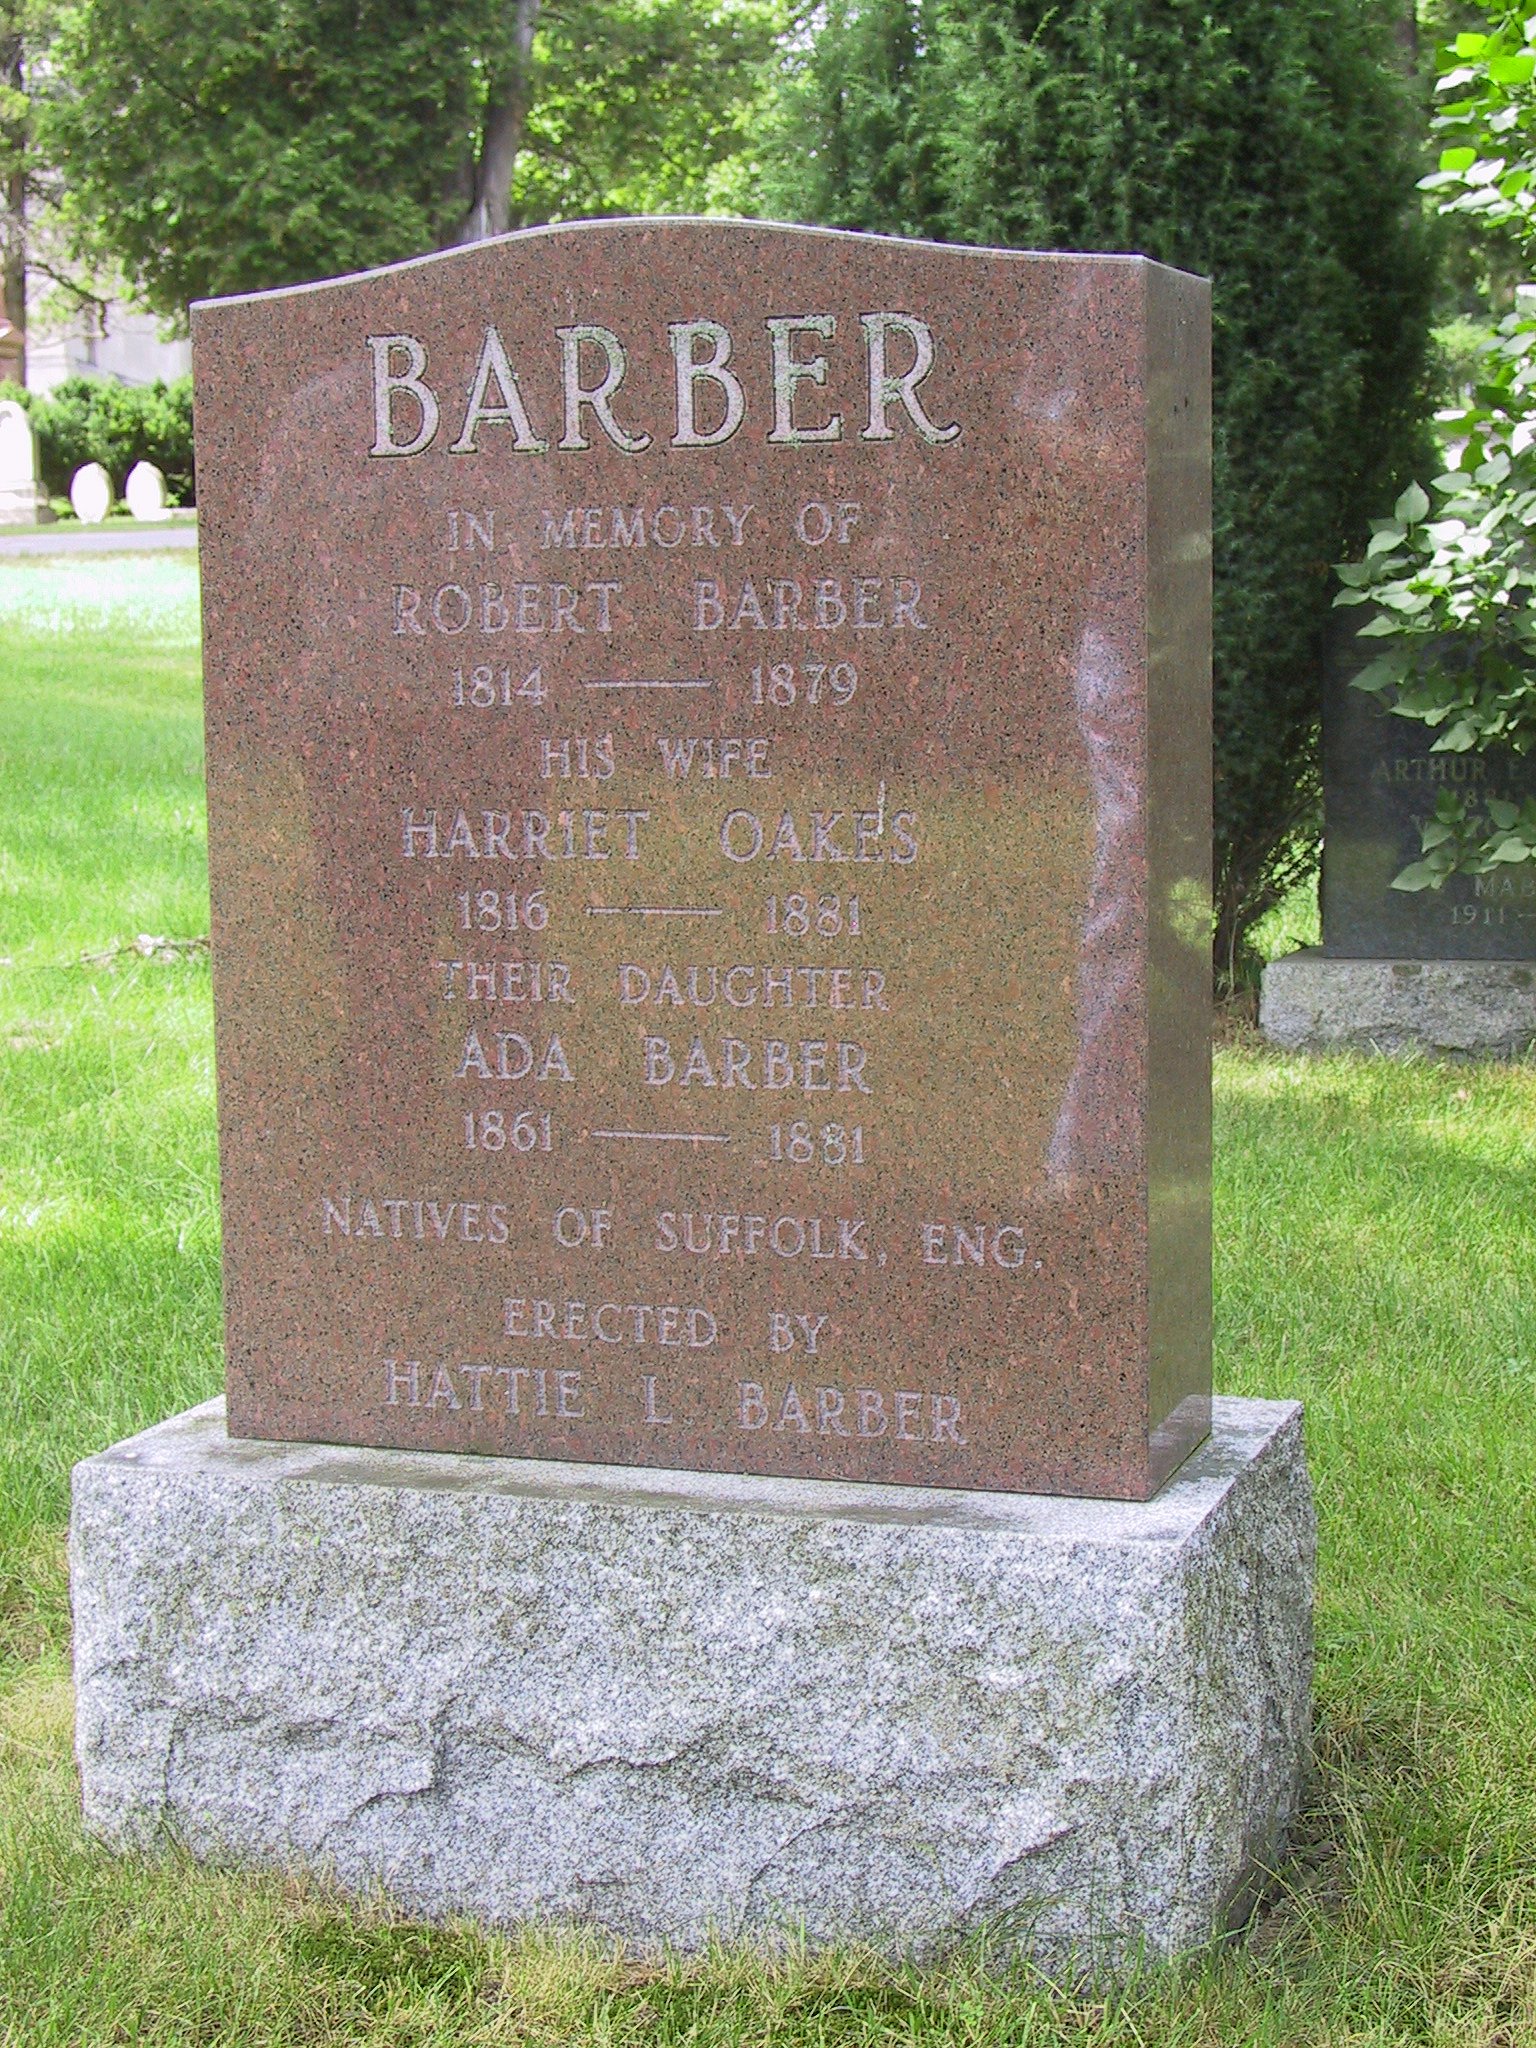 BARBER
IN MEMORY OF
ROBERT BARBER
1814 — 1879
HIS WIFE
HARRIET OAKES
1816 — 1881
THEIR DAUGHTER
ADA BARBER
1861 — 1881
NATIVES OF SUFFOLK, ENG.
ERECTED BY
HATTIE L BARBER
ARTHUR E
1911 -